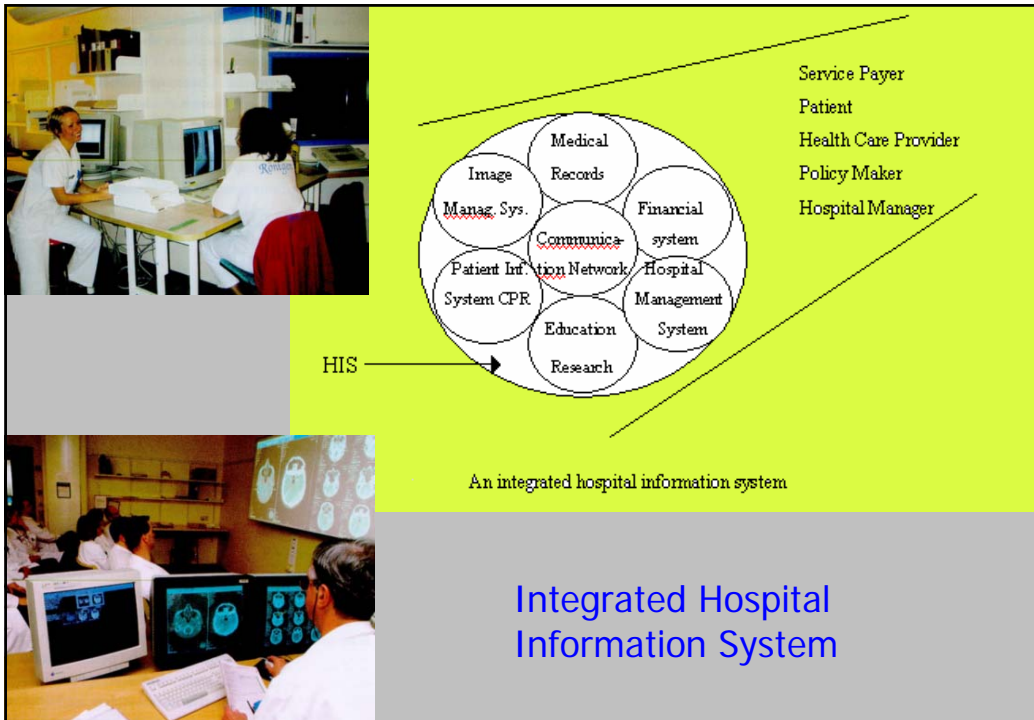 Röntgen
Service Payer
Patient
Health Care Provider
Policy Maker
Hospital Manager
Medical
Records
Image
Manag. Sys.
Financial
system
Communica-
tion Network
Patient Inf.
System CPR
Hospital
Management
System
Education
Research
HIS
An integrated hospital information system
Integrated Hospital
Information System